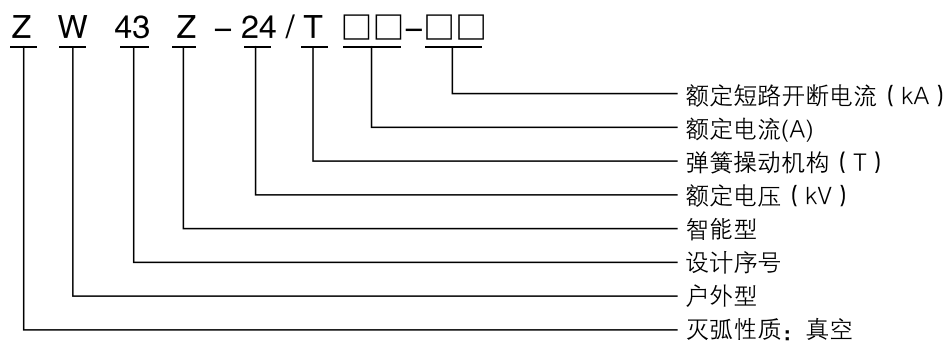 Z W 43 Z - 24 / T □□-□□
额定短路开断电流（kA）
额定电流(A)
弹簧操动机构（T）
额定电压（kV）
智能型
设计序号
户外型
灭弧性质：真空